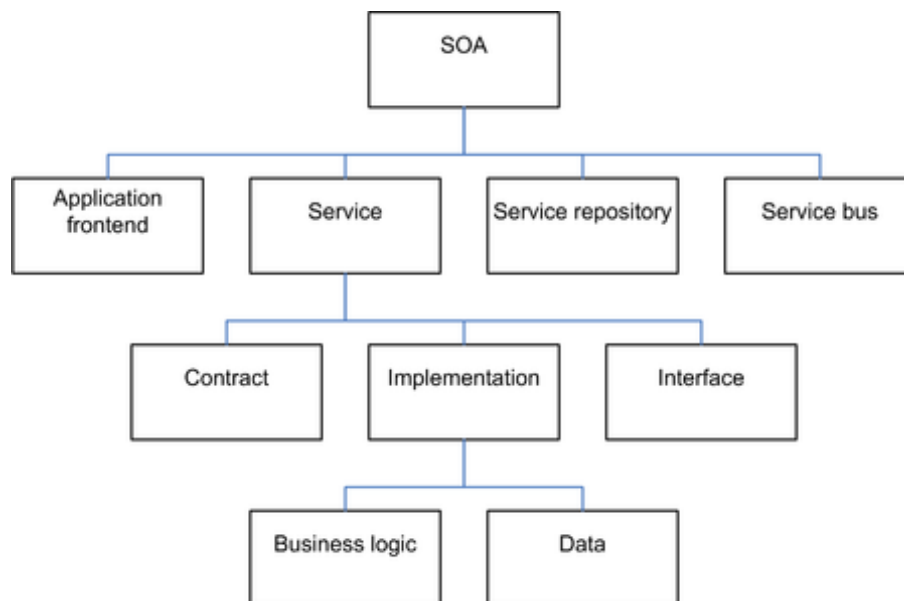 SOA
Application
frontend
Service
Service repository
Service bus
Contract
Implementation
Interface
Business logic
Data